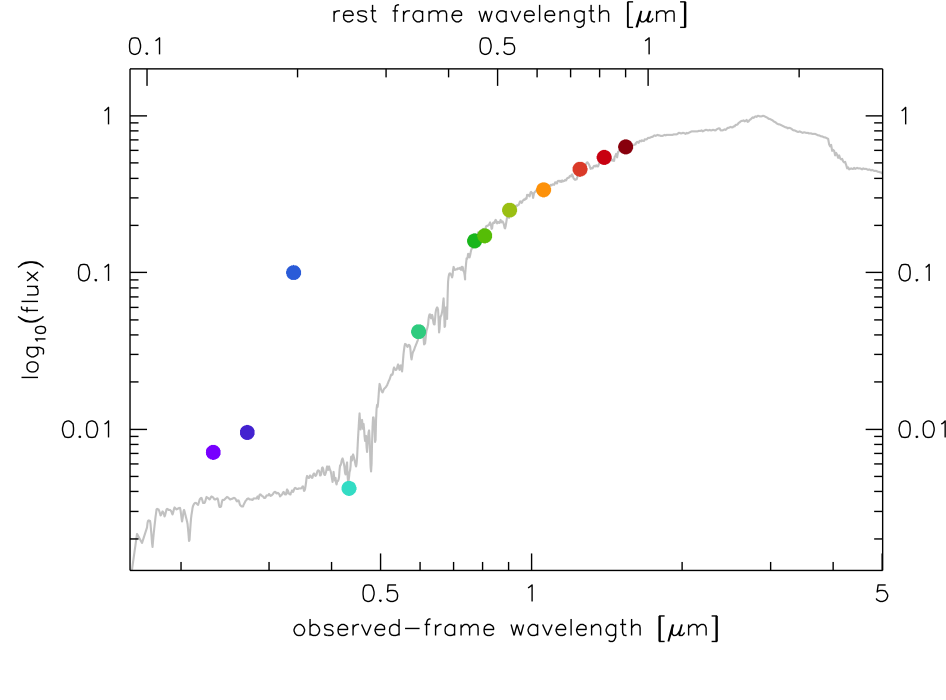 rest frame wavelength [μm]
0.1 0.5 1
1 1
0.1 0.1
0.01 0.01
log10(flux)
0.5 1 5
observed-frame wavelength [μm]